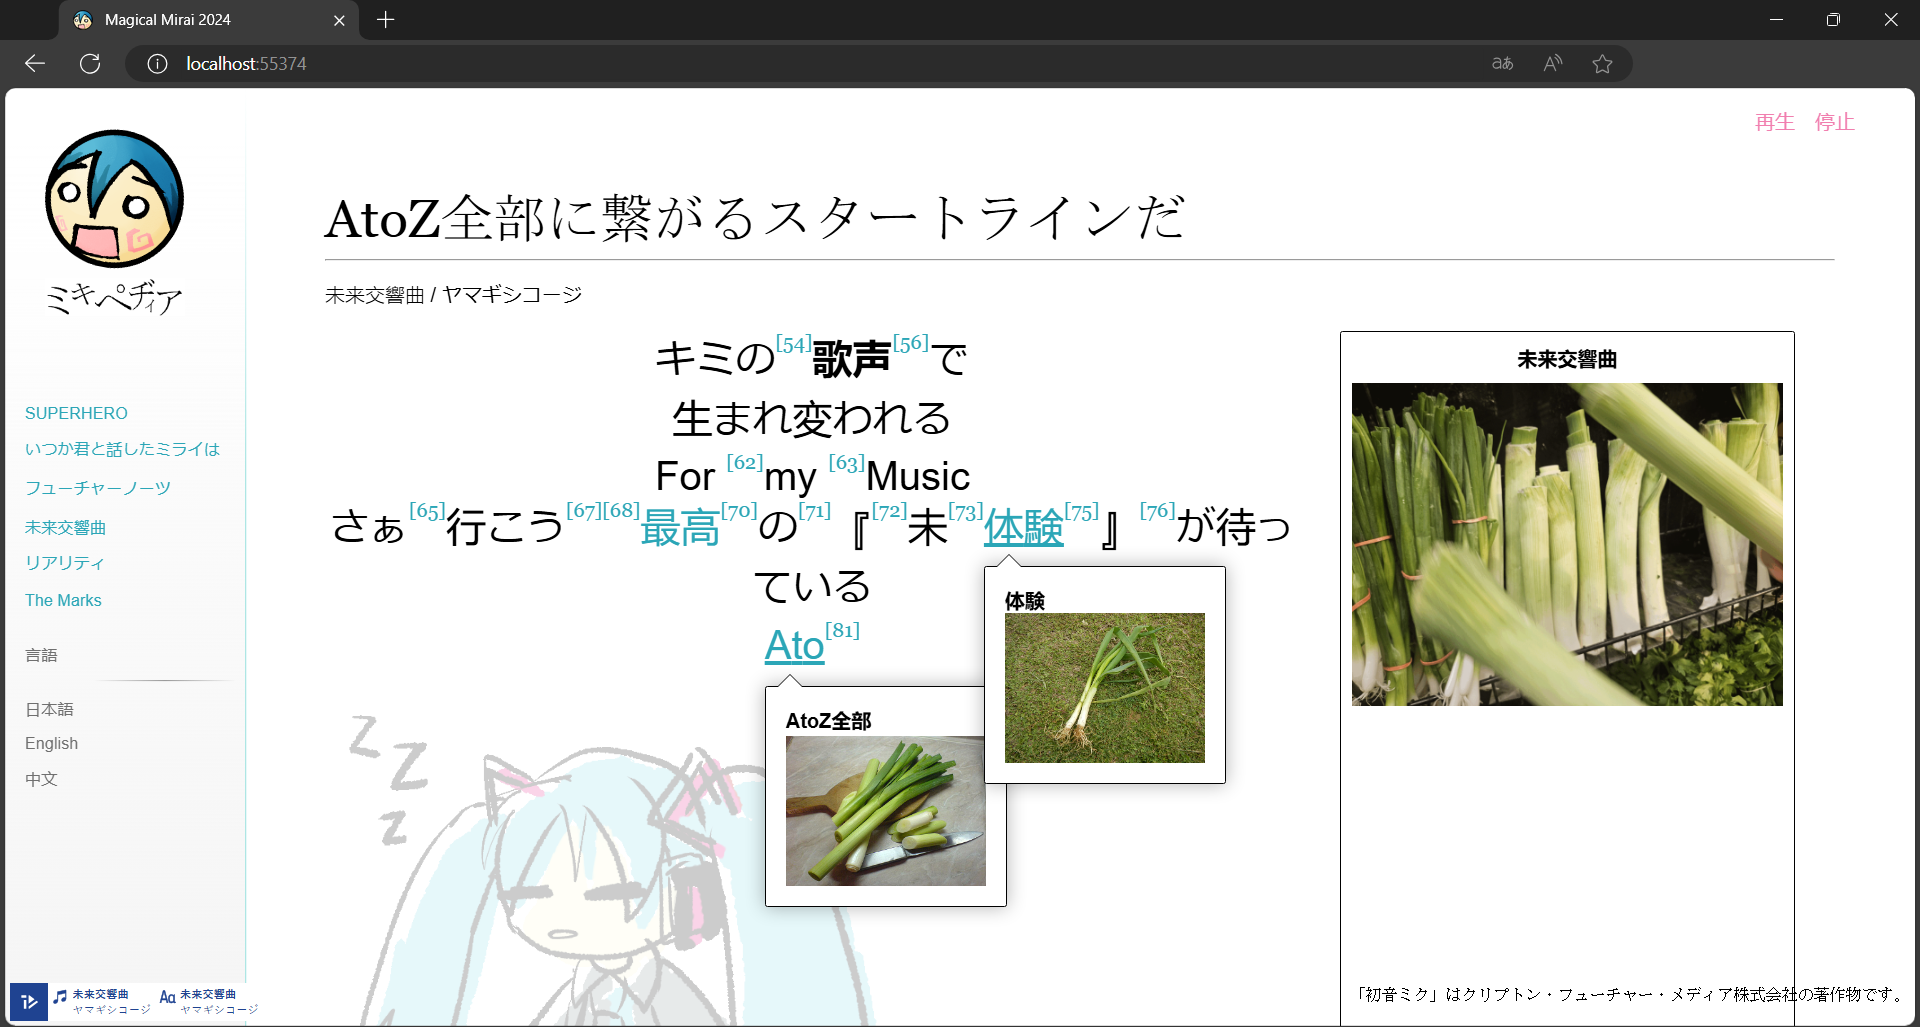 Magical Mirai 2024
localhost:55374
aあ
再生 停止
ミキペディア
SUPERHERO
いつか君と話したミライは
フューチャーノーツ
未来交響曲
リアリティ
The Marks
言語
日本語
English
中文
AtoZ全部に繋がるスタートラインだ
未来交響曲 / ヤマギシコージ
キミの[54]歌声[56]で
生まれ変われる
For [62]my [63]Music
さぁ[65]行こう[67][68]最高[70]の[71]『[72]未[73]体験[75]』[76]が待っ
ている
Ato[81]
体験
AtoZ全部
z Z z
未来交響曲
「初音ミク」はクリプトン・フューチャー・メディア株式会社の著作物です。
未来交響曲
ヤマギシコージ
Aa 未来交響曲
ヤマギシコージ